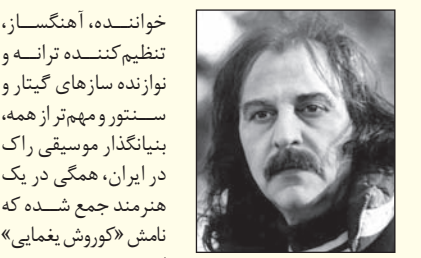 خواننده، آهنگساز،
تنظیم‌کننده ترانه و
نوازنده سازهای گیتار و
سنتور و مهم‌تر از همه،
بنیانگذار موسیقی راک
در ایران، همگی در یک
هنرمند جمع شده که
نامش «کوروش یغمایی»